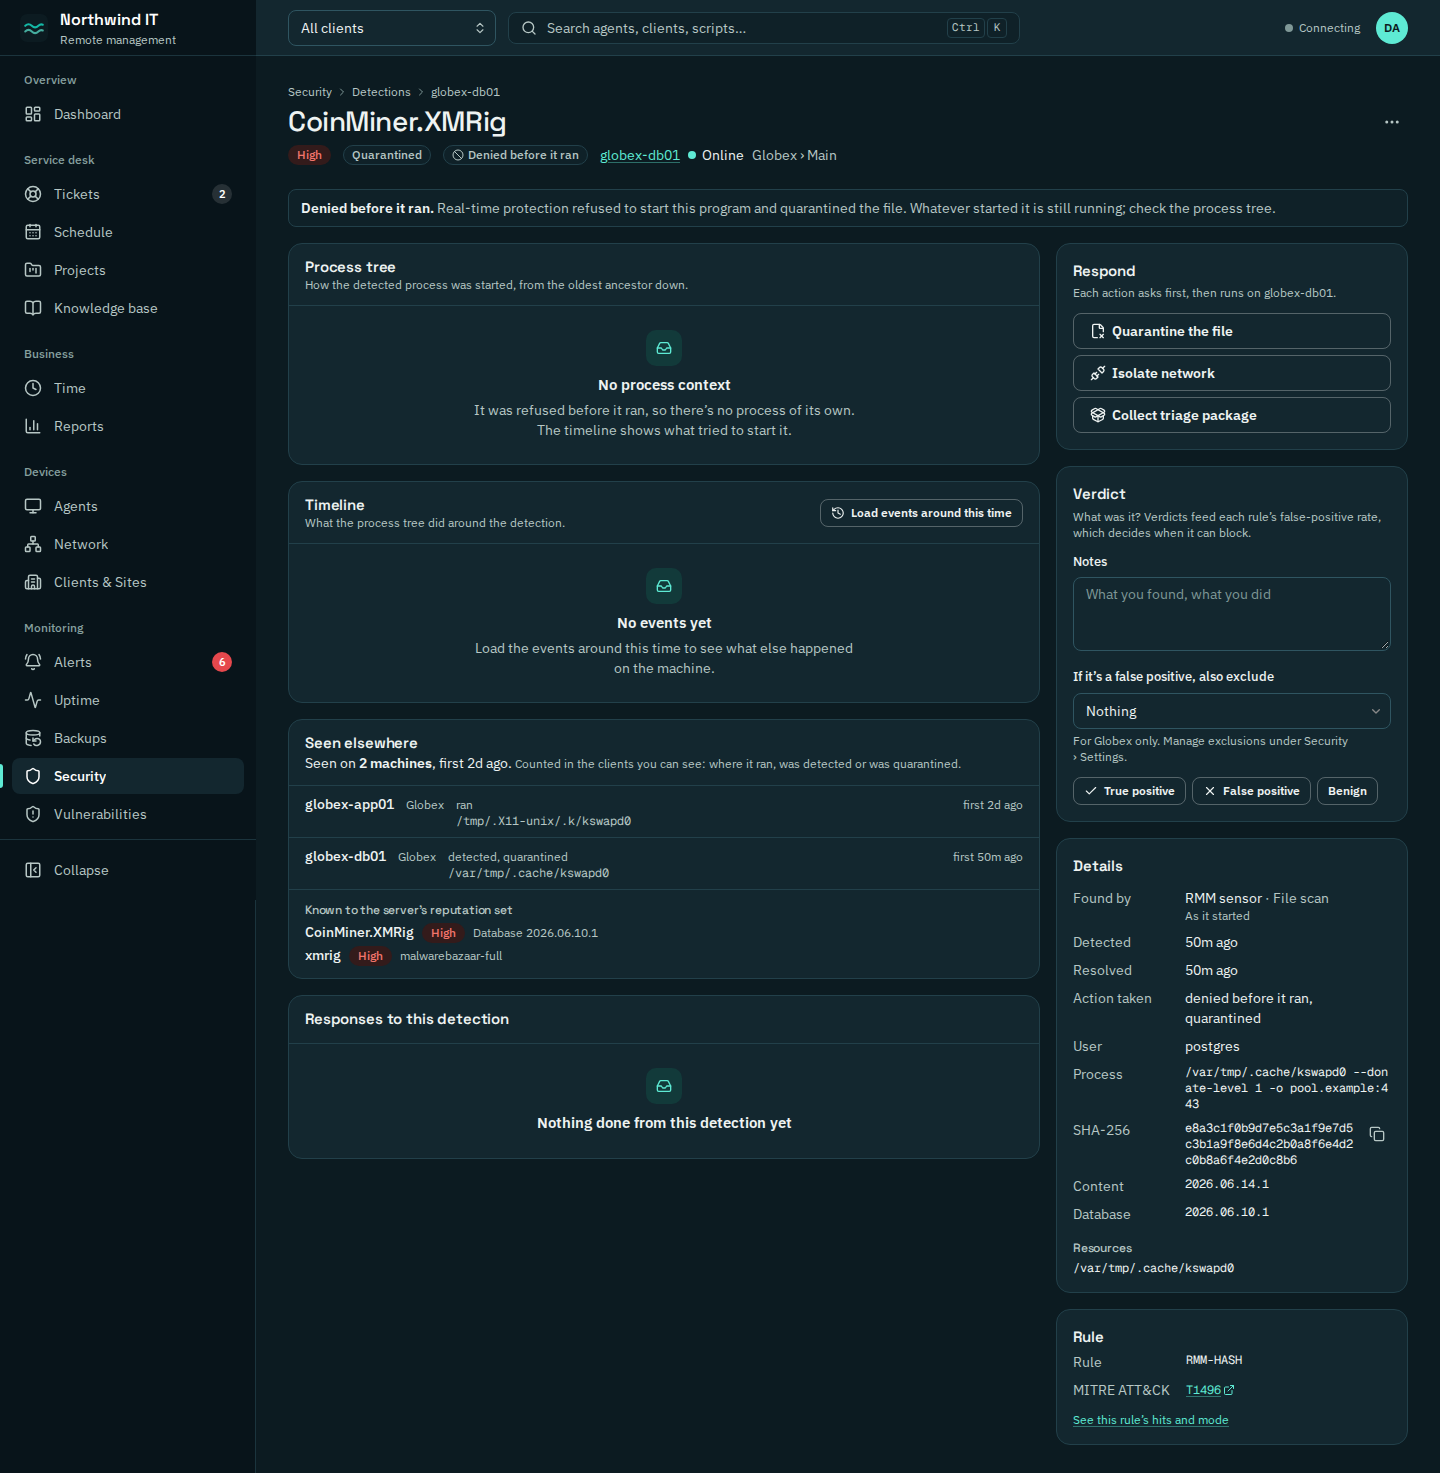 Northwind IT
Remote management
All clients
Search agents, clients, scripts...
Ctrl K
Connecting
DA
Overview
Dashboard
Service desk
Tickets 2
Schedule
Projects
Knowledge base
Business
Time
Reports
Devices
Agents
Network
Clients & Sites
Monitoring
Alerts 6
Uptime
Backups
Security
Vulnerabilities
Collapse
Security > Detections > globex-db01
CoinMiner.XMRig
High Quarantined Denied before it ran globex-db01 Online Globex › Main
Denied before it ran. Real-time protection refused to start this program and quarantined the file. Whatever started it is still running; check the process tree.
Process tree
How the detected process was started, from the oldest ancestor down.
No process context
It was refused before it ran, so there's no process of its own.
The timeline shows what tried to start it.
Timeline
What the process tree did around the detection.
Load events around this time
No events yet
Load the events around this time to see what else happened
on the machine.
Seen elsewhere
Seen on 2 machines, first 2d ago. Counted in the clients you can see: where it ran, was detected or was quarantined.
globex-app01 Globex ran first 2d ago
/tmp/.X11-unix/.k/kswapd0
globex-db01 Globex detected, quarantined first 50m ago
/var/tmp/.cache/kswapd0
Known to the server's reputation set
CoinMiner.XMRig High Database 2026.06.10.1
xmrig High malwarebazaar-full
Responses to this detection
Nothing done from this detection yet
Respond
Each action asks first, then runs on globex-db01.
Quarantine the file
Isolate network
Collect triage package
Verdict
What was it? Verdicts feed each rule's false-positive rate,
which decides when it can block.
Notes
What you found, what you did
If it's a false positive, also exclude
Nothing
For Globex only. Manage exclusions under Security
› Settings.
True positive False positive Benign
Details
Found by RMM sensor · File scan
As it started
Detected 50m ago
Resolved 50m ago
Action taken denied before it ran,
quarantined
User postgres
Process /var/tmp/.cache/kswapd0 --don
ate-level 1 -o pool.example:4
43
SHA-256 e8a3c1f0b9d7e5c3a1f9e7d5
c3b1a9f8e6d4c2b0a8f6e4d2
c0b8a6f4e2d0c8b6
Content 2026.06.14.1
Database 2026.06.10.1
Resources
/var/tmp/.cache/kswapd0
Rule
Rule RMM-HASH
MITRE ATT&CK T1496
See this rule's hits and mode